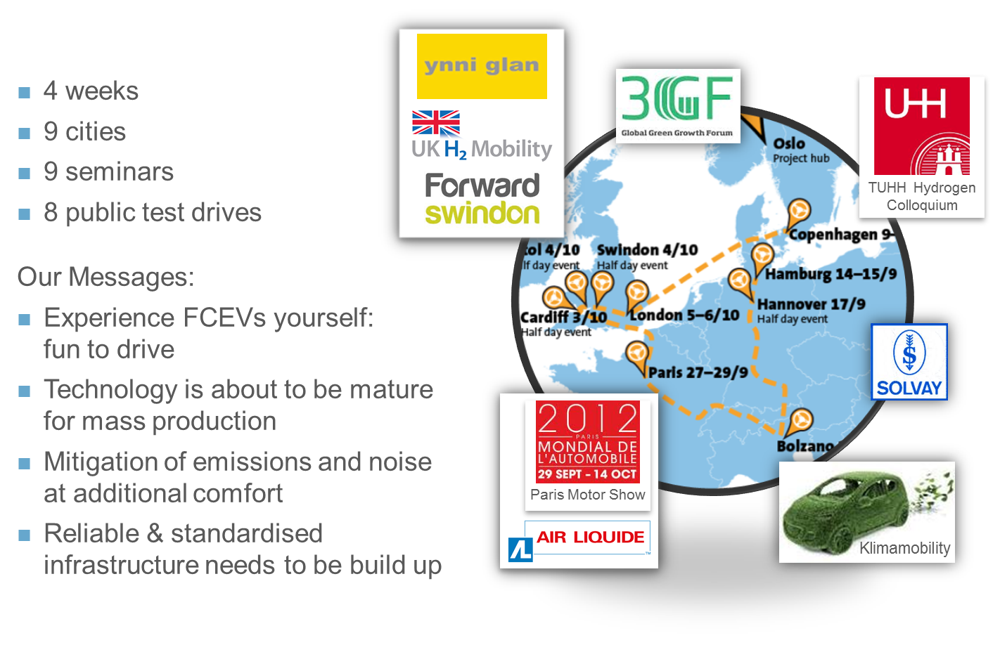 4 weeks
9 cities
9 seminars
8 public test drives
Our Messages:
Experience FCEVs yourself:
fun to drive
Technology is about to be mature
for mass production
Mitigation of emissions and noise
at additional comfort
Reliable & standardised
infrastructure needs to be build up
ynni glan
UK H2 Mobility
Forward
swindon
3GF
Global Green Growth Forum
UHH
TUHH Hydrogen
Colloquium
Oslo
Project hub
Copenhagen 9-
tol 4/10
lf day event
Swindon 4/10
Half day event
Hamburg 14–15/9
Hannover 17/9
Half day event
Cardiff 3/10
Half day event
London 5–6/10
Paris 27–29/9
Bolzano
SOLVAY
2012
PARIS
MONDIAL DE
L'AUTOMOBILE
29 SEPT - 14 OCT
Paris Motor Show
AL
AIR LIQUIDE
TM
Klimamobility